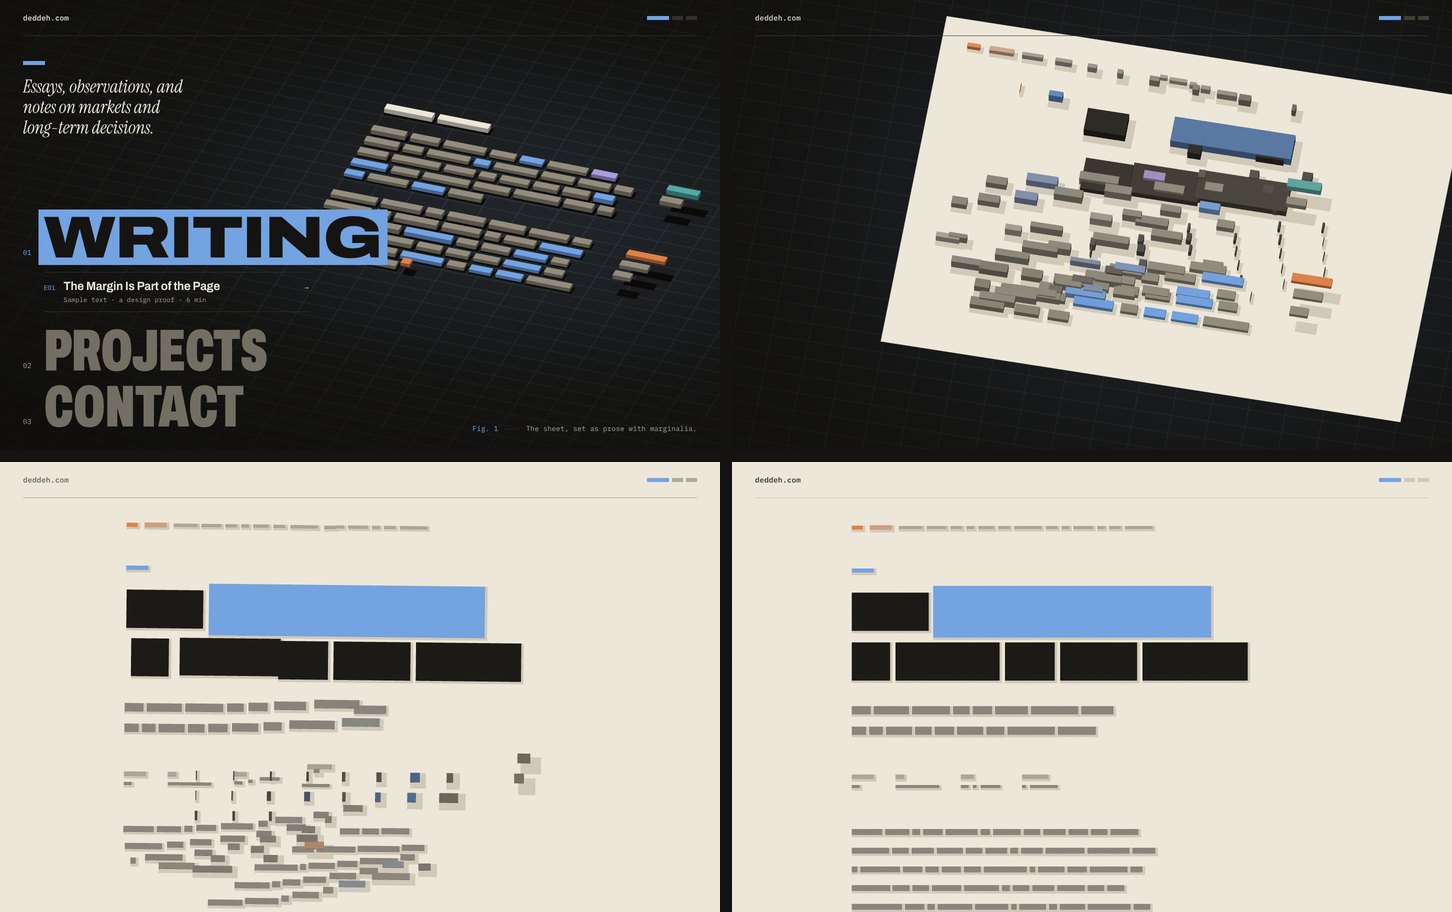 deddeh.com
Essays, observations, and
notes on markets and
long-term decisions.
01 WRITING
E01 The Margin Is Part of the Page →
Sample text · a design proof · 6 min
02 PROJECTS
03 CONTACT
Fig. 1 — The sheet, set as prose with marginalia.
deddeh.com
deddeh.com
deddeh.com